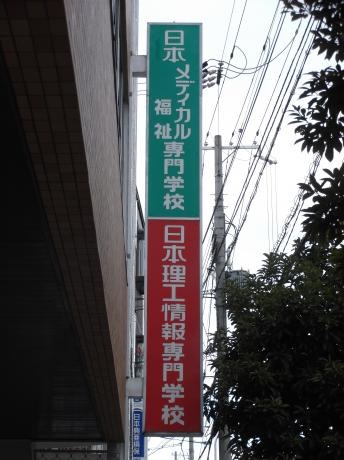 日本
メディカル
福祉
専門学校
日本理工情報専門学校